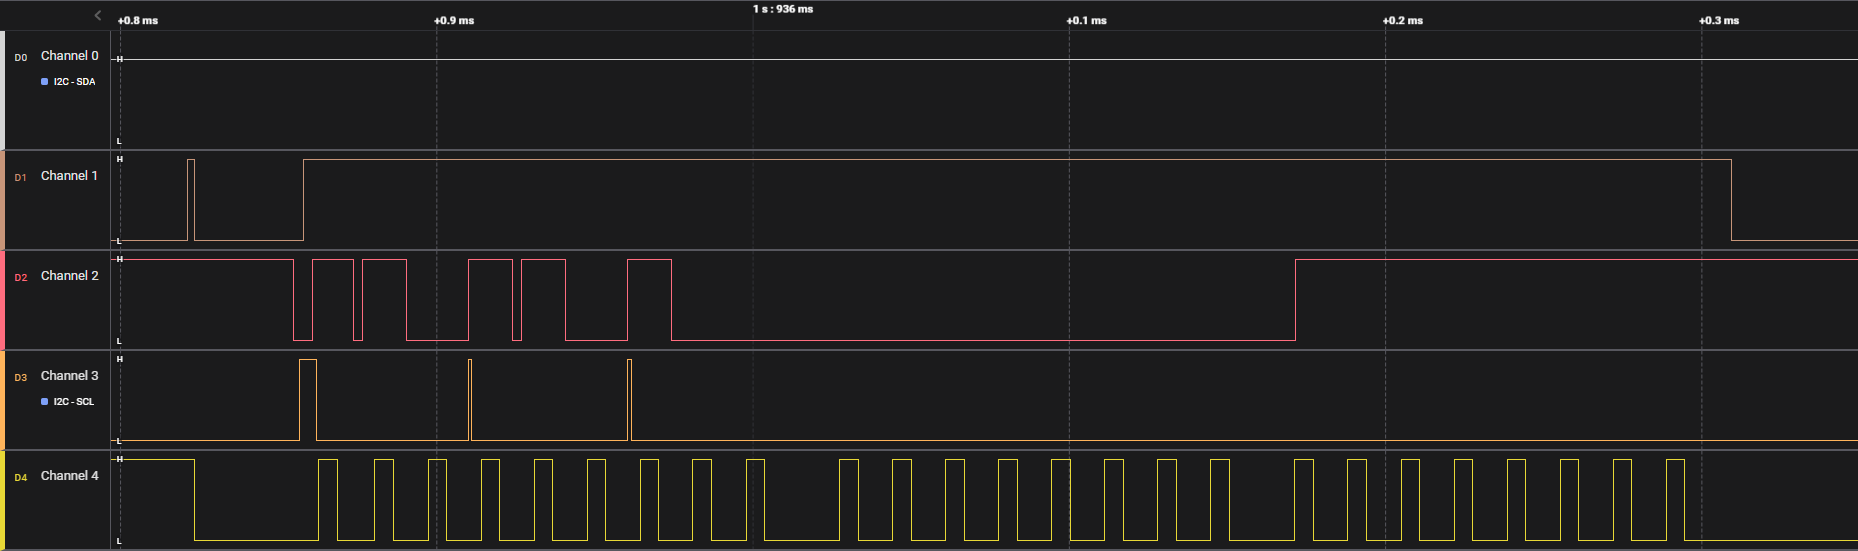 +0.8 ms +0.9 ms 1 s : 936 ms +0.1 ms +0.2 ms +0.3 ms
D0 Channel 0 H
I2C - SDA
L
D1 Channel 1 H
L
D2 Channel 2 H
L
D3 Channel 3 H
I2C - SCL
L
D4 Channel 4 H
L